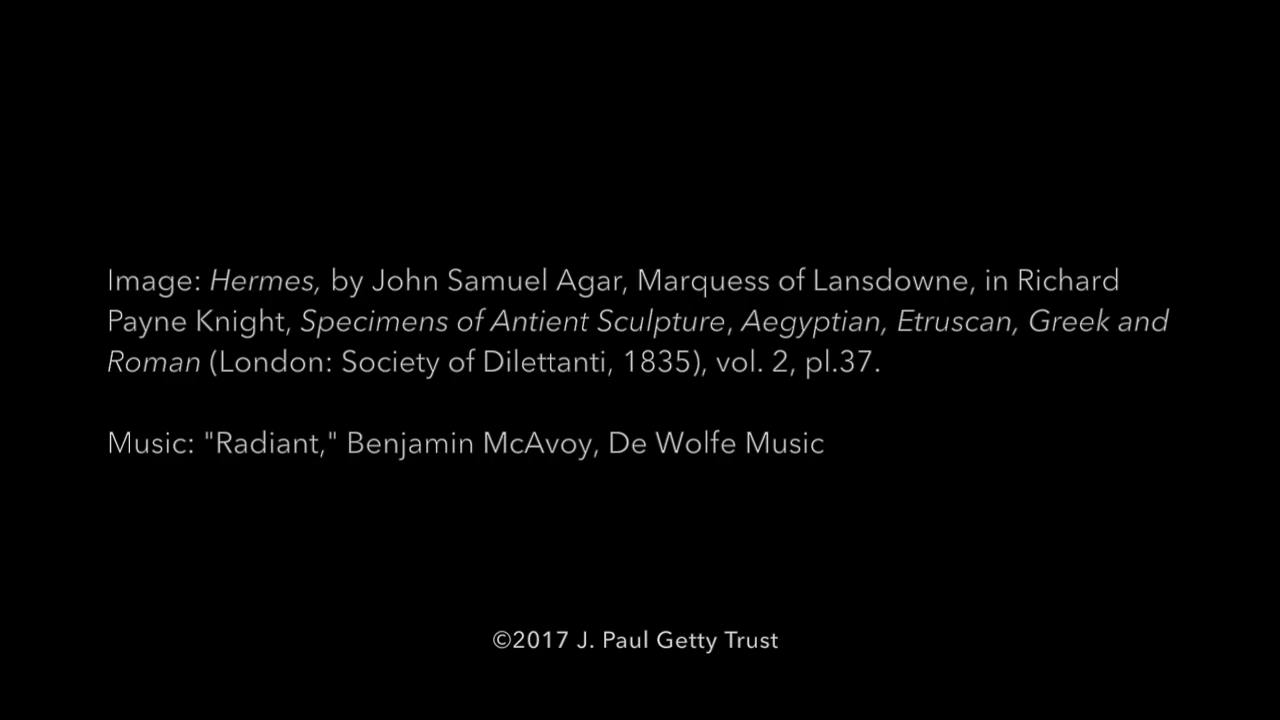 Image: Hermes, by John Samuel Agar, Marquess of Lansdowne, in Richard
Payne Knight, Specimens of Antient Sculpture, Aegyptian, Etruscan, Greek and
Roman (London: Society of Dilettanti, 1835), vol. 2, pl.37.
Music: "Radiant," Benjamin McAvoy, De Wolfe Music
©2017 J. Paul Getty Trust